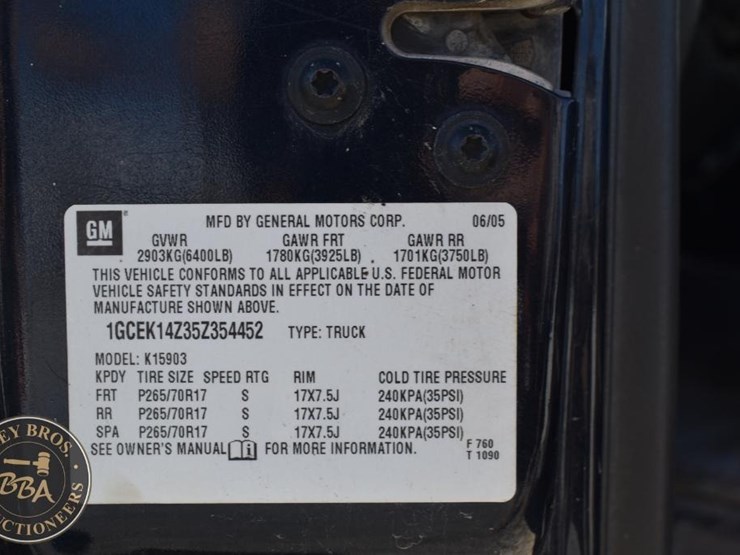 GM
MFD BY GENERAL MOTORS CORP. 06/05
GVWR GAWR FRT GAWR RR
2903KG(6400LB) 1780KG(3925LB) 1701KG(3750LB)
THIS VEHICLE CONFORMS TO ALL APPLICABLE U.S. FEDERAL MOTOR
VEHICLE SAFETY STANDARDS IN EFFECT ON THE DATE OF
MANUFACTURE SHOWN ABOVE.
1GCEK14Z35Z354452 TYPE: TRUCK
MODEL: K15903
KPDY TIRE SIZE SPEED RTG RIM COLD TIRE PRESSURE
FRT P265/70R17 S 17X7.5J 240KPA(35PSI)
RR P265/70R17 S 17X7.5J 240KPA(35PSI)
SPA P265/70R17 S 17X7.5J 240KPA(35PSI)
SEE OWNER'S MANUAL i FOR MORE INFORMATION.
F 760
T 1090
EY BROS.
BBA
CTIONEERS